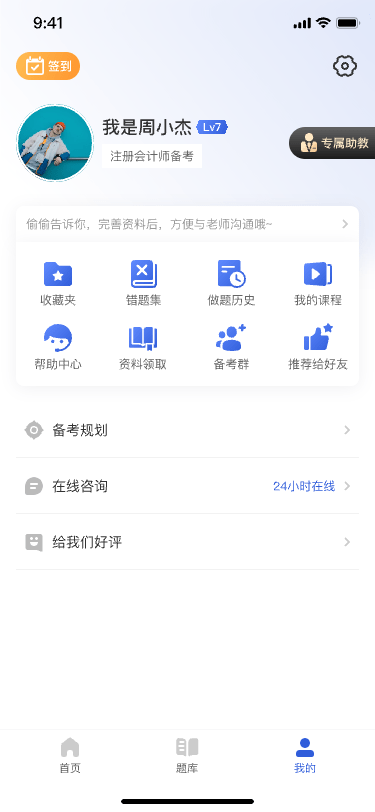 9:41
签到
我是周小杰 Lv7
注册会计师备考
专属助教
偷偷告诉你，完善资料后，方便与老师沟通哦~
收藏夹 错题集 做题历史 我的课程
帮助中心 资料领取 备考群 推荐给好友
备考规划
在线咨询 24小时在线
给我们好评
首页 题库 我的